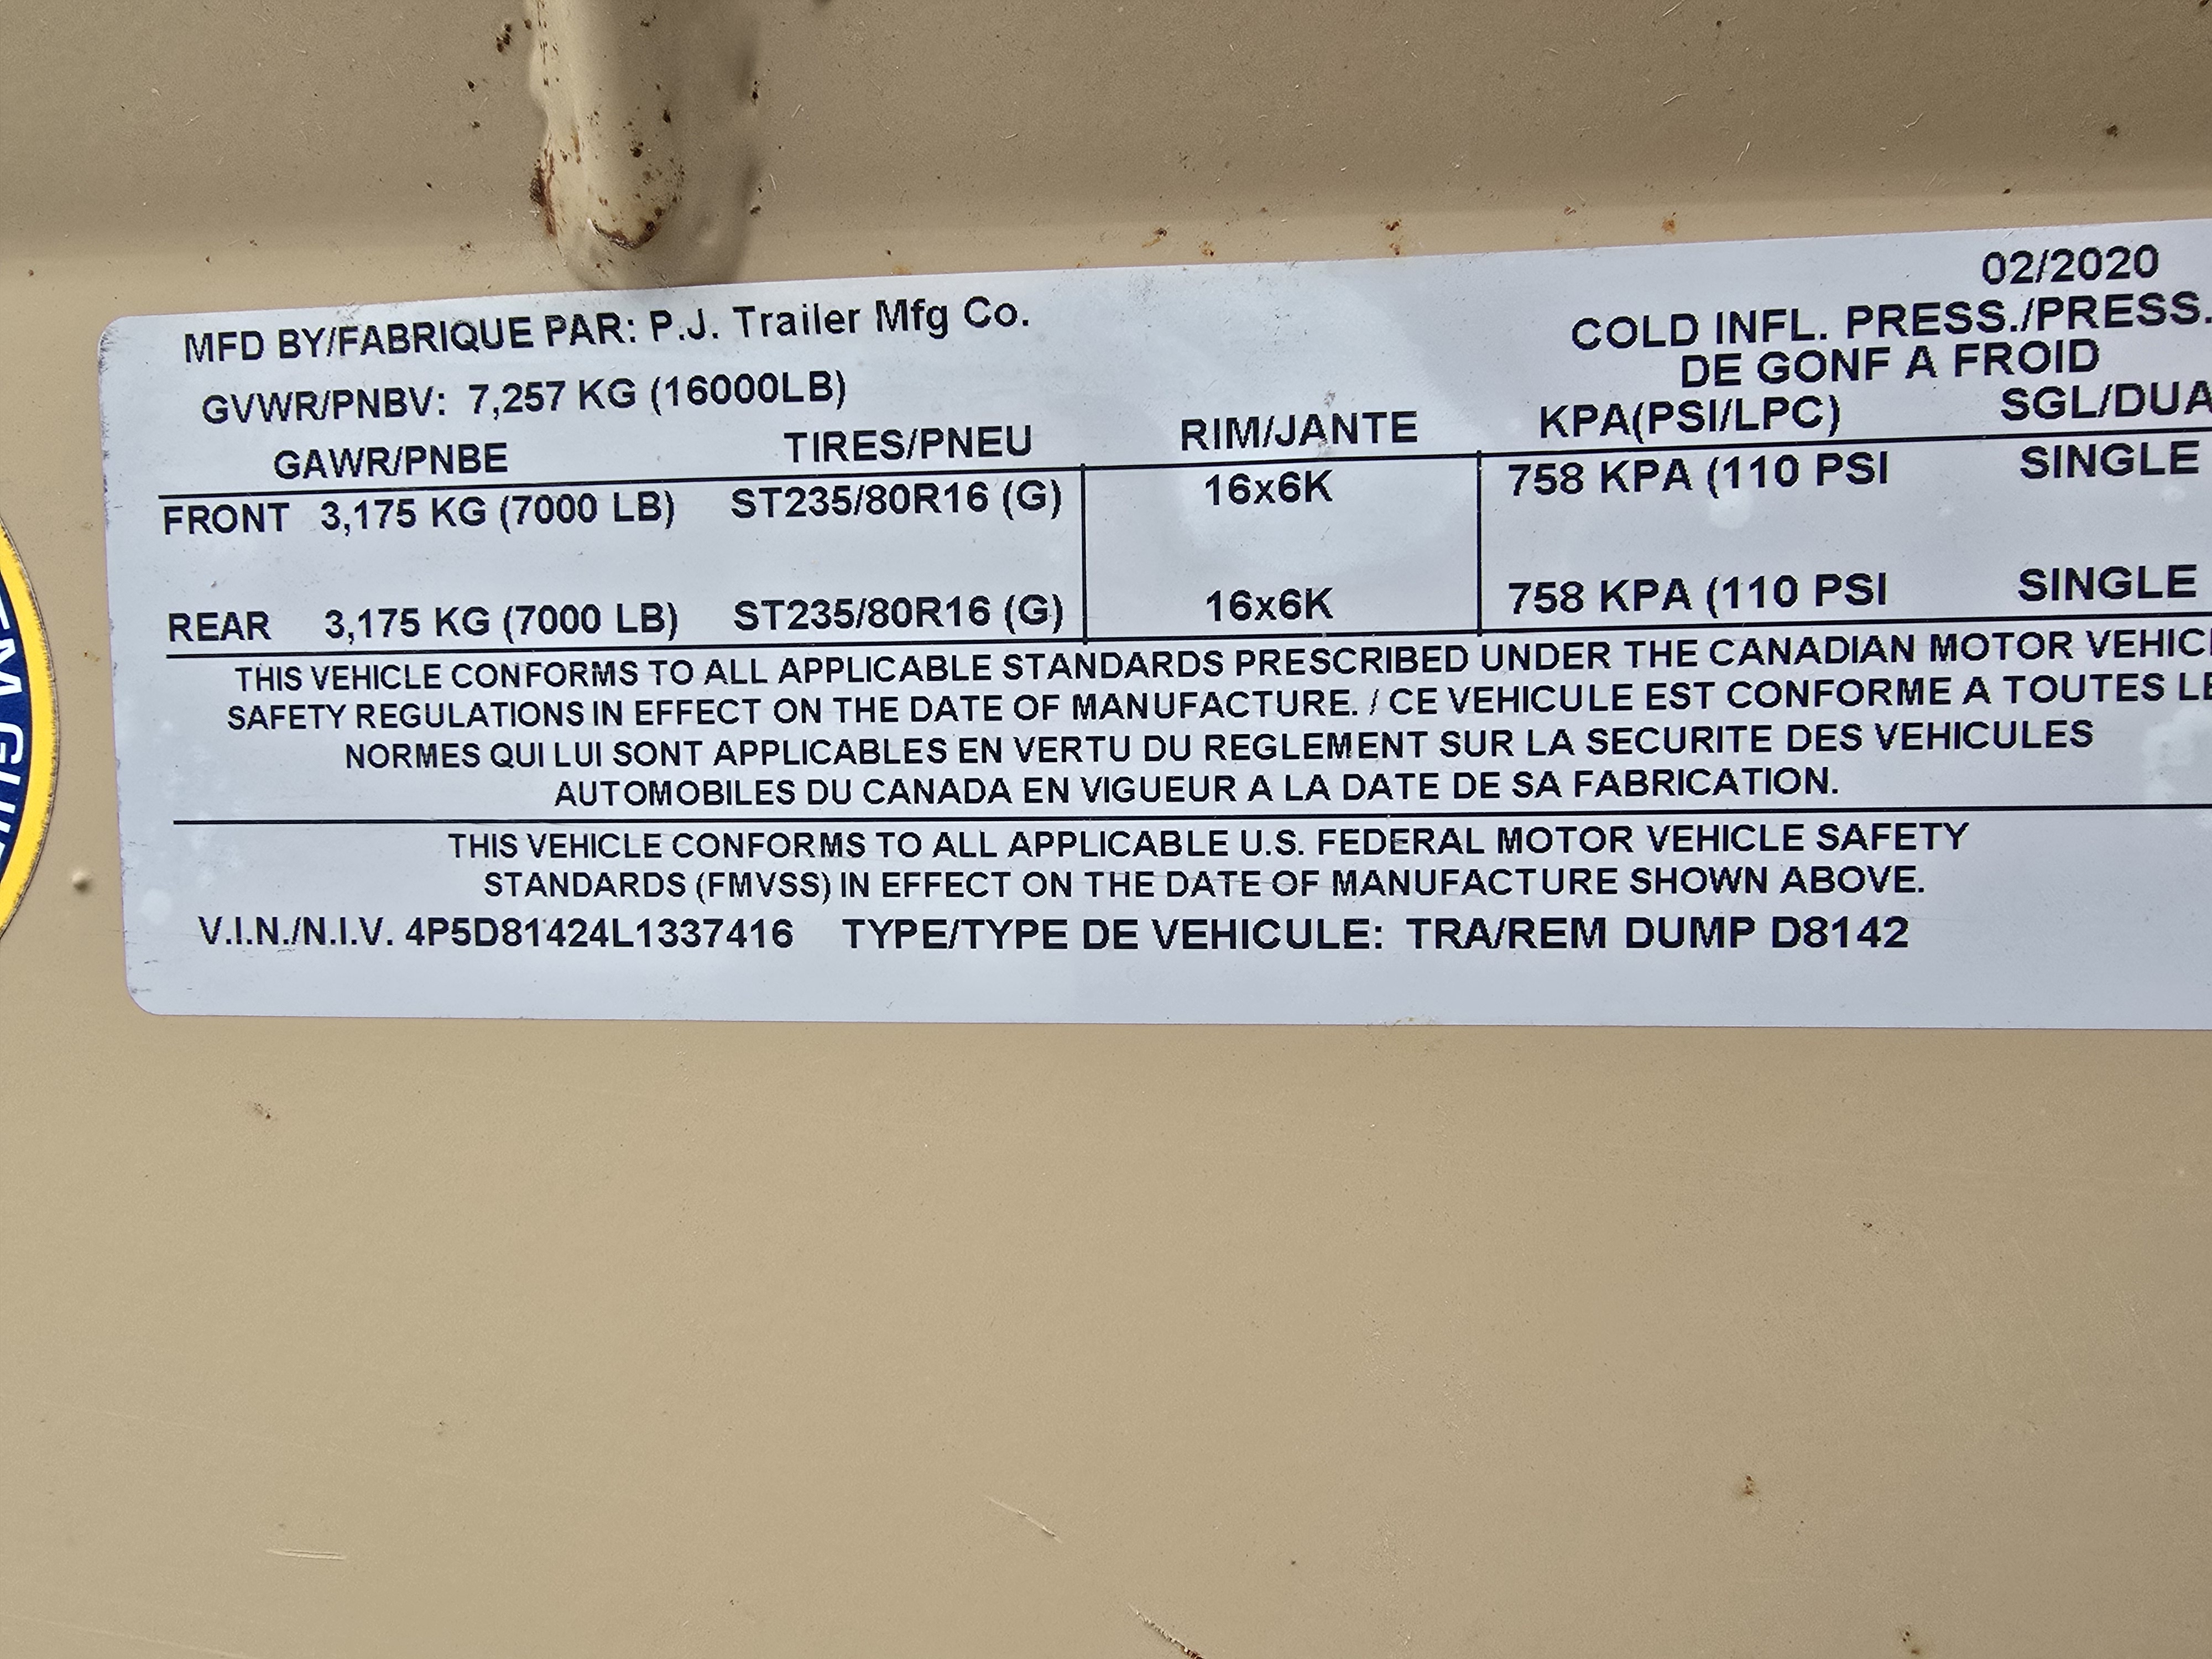 02/2020
MFD BY/FABRIQUE PAR: P.J. Trailer Mfg Co.
COLD INFL. PRESS./PRESS.
DE GONF A FROID
GVWR/PNBV: 7,257 KG (16000LB)
GAWR/PNBE TIRES/PNEU RIM/JANTE KPA(PSI/LPC) SGL/DUA
FRONT 3,175 KG (7000 LB) ST235/80R16 (G) 16x6K 758 KPA (110 PSI SINGLE
REAR 3,175 KG (7000 LB) ST235/80R16 (G) 16x6K 758 KPA (110 PSI SINGLE
THIS VEHICLE CONFORMS TO ALL APPLICABLE STANDARDS PRESCRIBED UNDER THE CANADIAN MOTOR VEHIC
SAFETY REGULATIONS IN EFFECT ON THE DATE OF MANUFACTURE. / CE VEHICULE EST CONFORME A TOUTES LE
NORMES QUI LUI SONT APPLICABLES EN VERTU DU REGLEMENT SUR LA SECURITE DES VEHICULES
AUTOMOBILES DU CANADA EN VIGUEUR A LA DATE DE SA FABRICATION.
THIS VEHICLE CONFORMS TO ALL APPLICABLE U.S. FEDERAL MOTOR VEHICLE SAFETY
STANDARDS (FMVSS) IN EFFECT ON THE DATE OF MANUFACTURE SHOWN ABOVE.
V.I.N./N.I.V. 4P5D81424L1337416 TYPE/TYPE DE VEHICULE: TRA/REM DUMP D8142